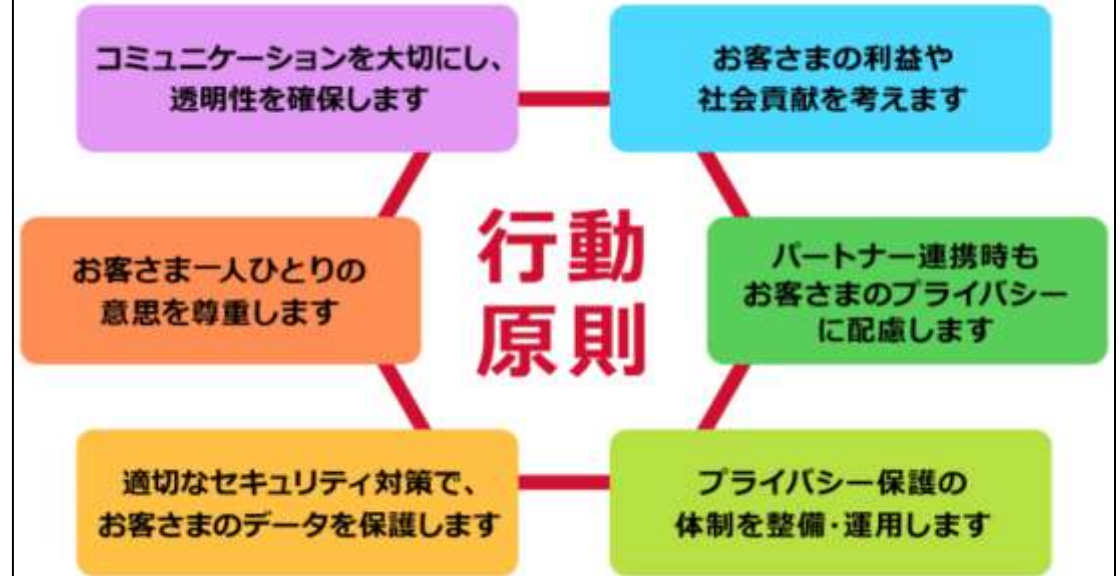 コミュニケーションを大切にし、
透明性を確保します
お客さまの利益や
社会貢献を考えます
お客さま一人ひとりの
意思を尊重します
行動
原則
パートナー連携時も
お客さまのプライバシー
に配慮します
適切なセキュリティ対策で、
お客さまのデータを保護します
プライバシー保護の
体制を整備・運用します